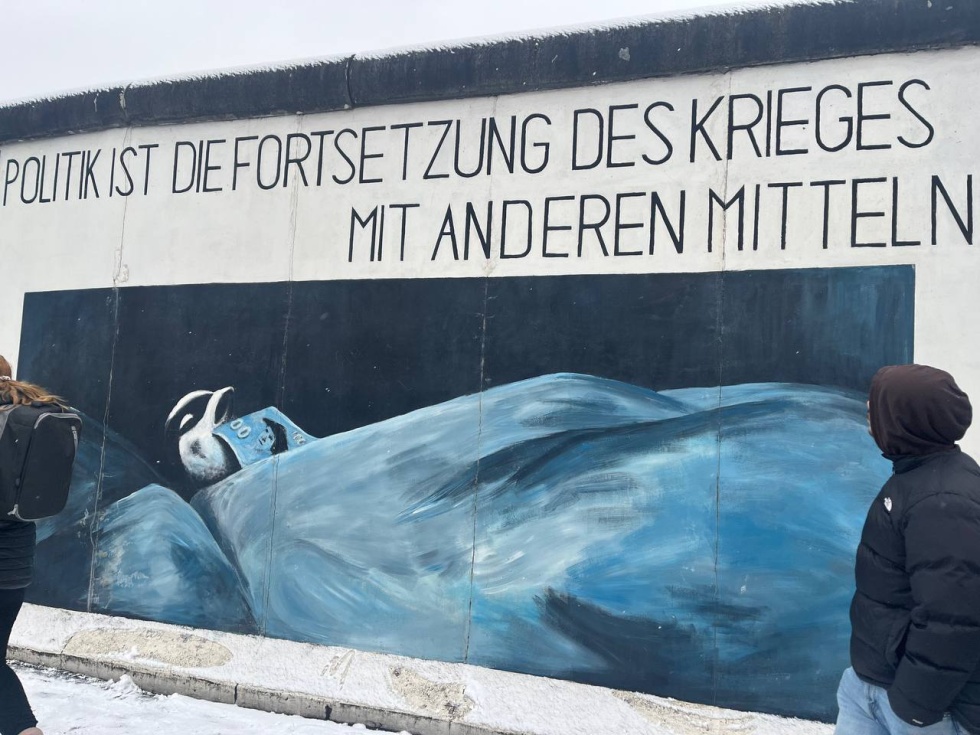 POLITIK IST DIE FORTSETZUNG DES KRIEGES
MIT ANDEREN MITTELN